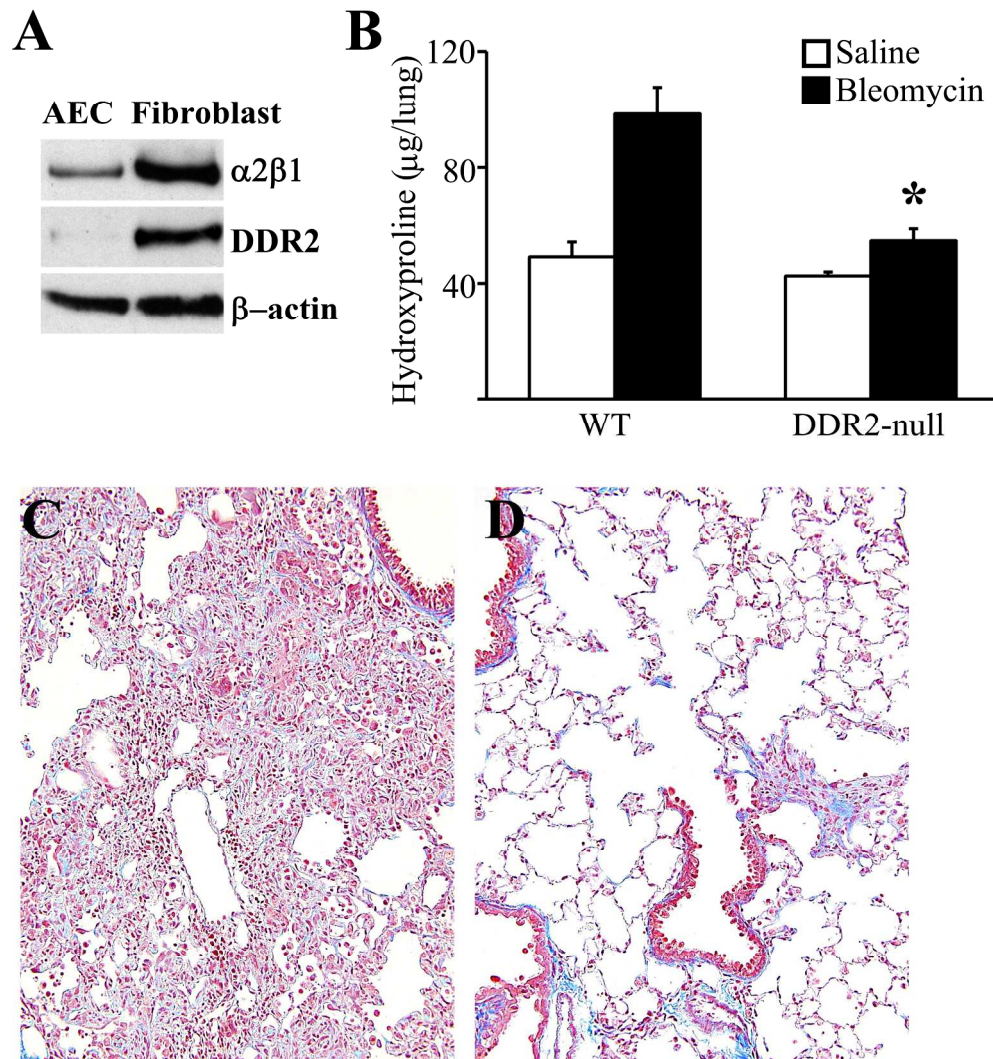 A
AEC Fibroblast
α2β1
DDR2
β–actin
B
Saline
Bleomycin
Hydroxyproline (μg/lung)
120
80
40
*
WT
DDR2-null
C
D